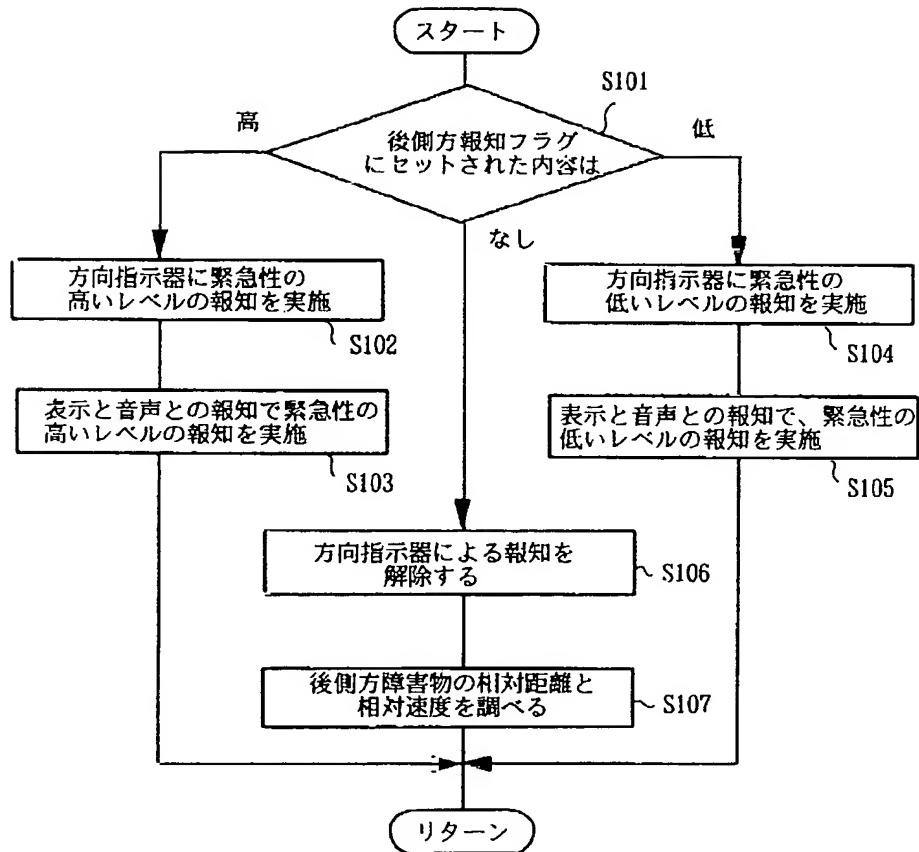 スタート
S101
高
低
後側方報知フラグ
にセットされた内容は
なし
方向指示器に緊急性の
高いレベルの報知を実施
S102
方向指示器に緊急性の
低いレベルの報知を実施
S104
表示と音声との報知で緊急性の
高いレベルの報知を実施
S103
表示と音声との報知で、緊急性の
低いレベルの報知を実施
S105
方向指示器による報知を
解除する
S106
後側方障害物の相対距離と
相対速度を調べる
S107
リターン